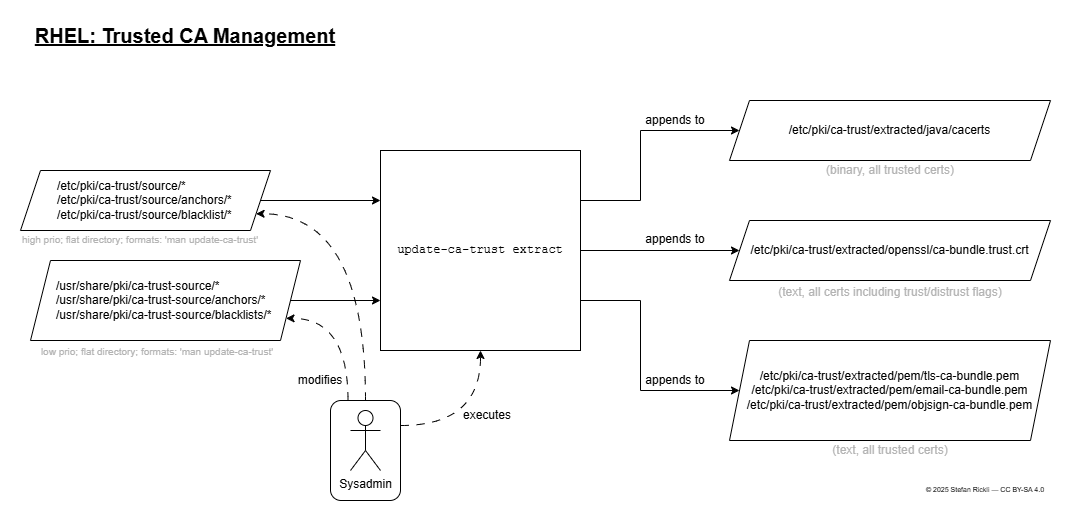 RHEL: Trusted CA Management
appends to
/etc/pki/ca-trust/extracted/java/cacerts
(binary, all trusted certs)
/etc/pki/ca-trust/source/*
/etc/pki/ca-trust/source/anchors/*
/etc/pki/ca-trust/source/blacklist/*
high prio; flat directory; formats: 'man update-ca-trust'
update-ca-trust extract
appends to
/etc/pki/ca-trust/extracted/openssl/ca-bundle.trust.crt
(text, all certs including trust/distrust flags)
/usr/share/pki/ca-trust-source/*
/usr/share/pki/ca-trust-source/anchors/*
/usr/share/pki/ca-trust-source/blacklists/*
low prio; flat directory; formats: 'man update-ca-trust'
modifies
executes
Sysadmin
appends to
/etc/pki/ca-trust/extracted/pem/tls-ca-bundle.pem
/etc/pki/ca-trust/extracted/pem/email-ca-bundle.pem
/etc/pki/ca-trust/extracted/pem/objsign-ca-bundle.pem
(text, all trusted certs)
© 2025 Stefan Rickli — CC BY-SA 4.0